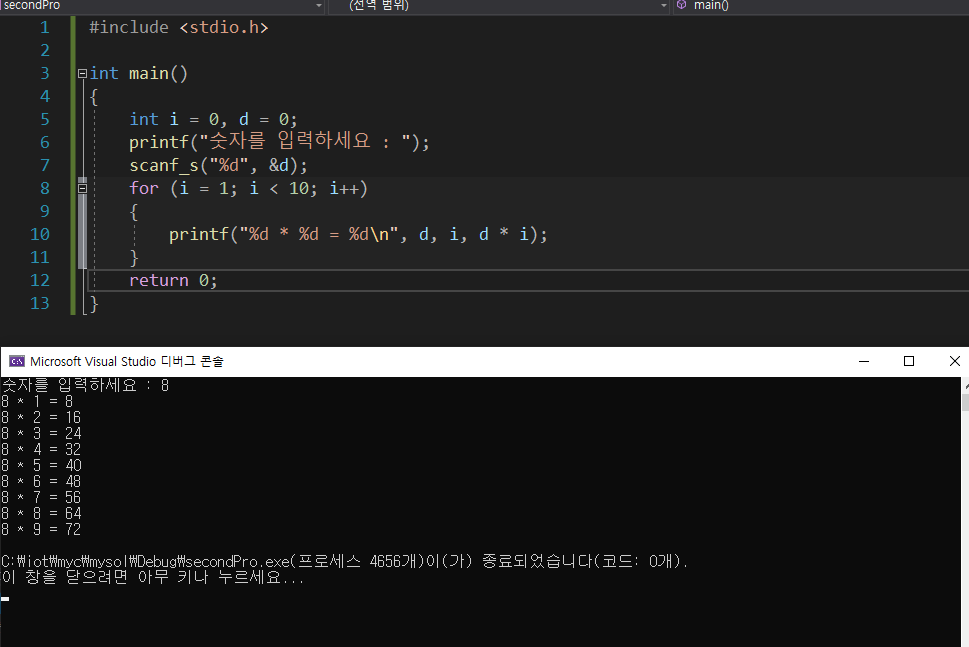 secondPro (전역 범위) main()
1 #include <stdio.h>
2
3 int main()
4 {
5 int i = 0, d = 0;
6 printf("숫자를 입력하세요 : ");
7 scanf_s("%d", &d);
8 for (i = 1; i < 10; i++)
9 {
10 printf("%d * %d = %d\n", d, i, d * i);
11 }
12 return 0;
13 }
Microsoft Visual Studio 디버그 콘솔
숫자를 입력하세요 : 8
8 * 1 = 8
8 * 2 = 16
8 * 3 = 24
8 * 4 = 32
8 * 5 = 40
8 * 6 = 48
8 * 7 = 56
8 * 8 = 64
8 * 9 = 72
C:₩iot₩myc₩mysol₩Debug₩secondPro.exe(프로세스 4656개)이(가) 종료되었습니다(코드: 0개).
이 창을 닫으려면 아무 키나 누르세요...